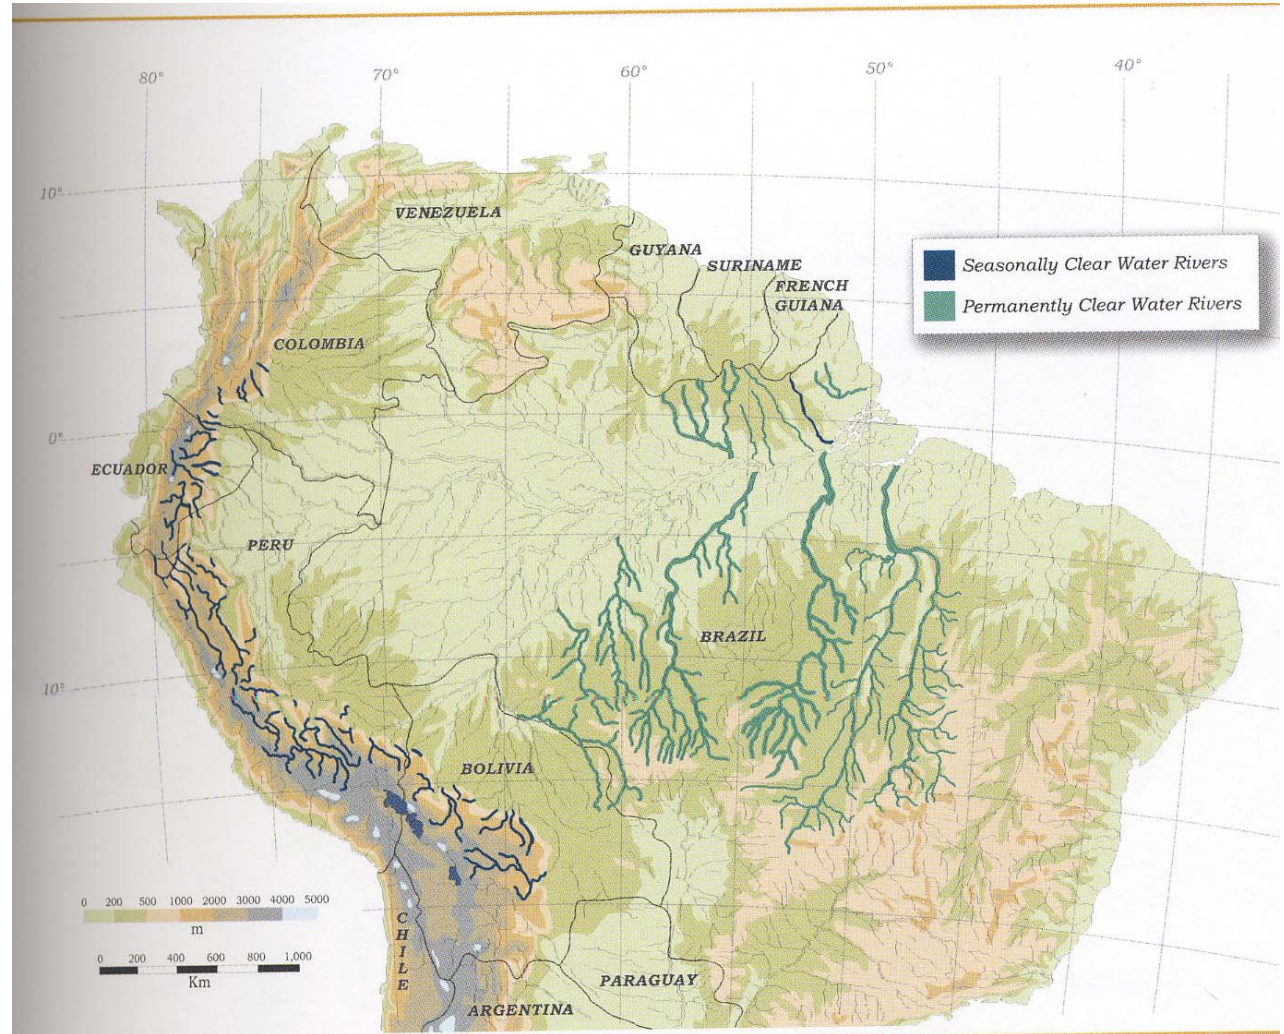 80°
70°
60°
50°
40°
10°
VENEZUELA
GUYANA
SURINAME
FRENCH
GUIANA
Seasonally Clear Water Rivers
Permanently Clear Water Rivers
COLOMBIA
0°
ECUADOR
PERU
BRAZIL
10°
BOLIVIA
0 200 500 1000 2000 3000 4000 5000
m
0 200 400 600 800 1,000
Km
CHILE
PARAGUAY
ARGENTINA